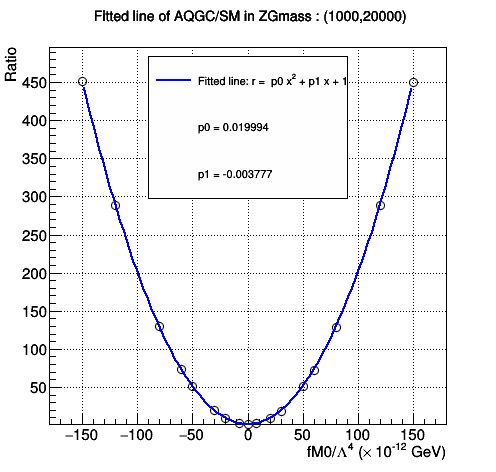 FItted line of AQGC/SM in ZGmass : (1000,20000)
Ratio
Fitted line: r = p0 x² + p1 x + 1
p0 = 0.019994
p1 = -0.003777
450
400
350
300
250
200
150
100
50
−150 −100 −50 0 50 100 150
fM0/Λ⁴ (× 10⁻¹² GeV)